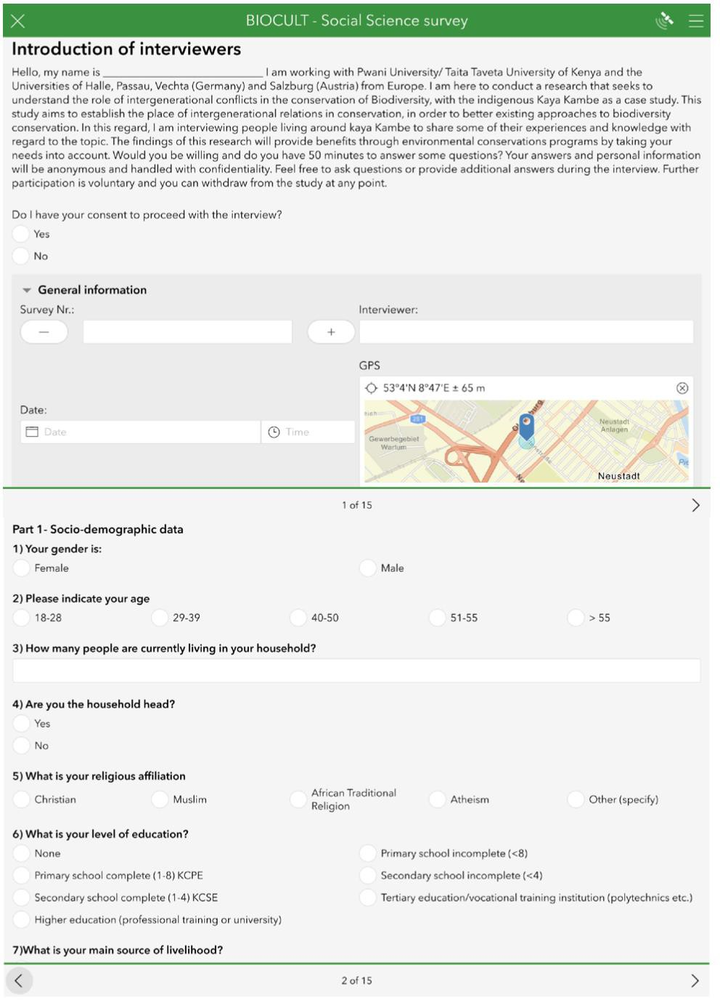 BIOCULT - Social Science survey
Introduction of interviewers
Hello, my name is ____________________________ I am working with Pwani University/ Taita Taveta University of Kenya and the
Universities of Halle, Passau, Vechta (Germany) and Salzburg (Austria) from Europe. I am here to conduct a research that seeks to
understand the role of intergenerational conflicts in the conservation of Biodiversity, with the indigenous Kaya Kambe as a case study. This
study aims to establish the place of intergenerational relations in conservation, in order to better existing approaches to biodiversity
conservation. In this regard, I am interviewing people living around kaya Kambe to share some of their experiences and knowledge with
regard to the topic. The findings of this research will provide benefits through environmental conservations programs by taking your
needs into account. Would you be willing and do you have 50 minutes to answer some questions? Your answers and personal information
will be anonymous and handled with confidentiality. Feel free to ask questions or provide additional answers during the interview. Further
participation is voluntary and you can withdraw from the study at any point.
Do I have your consent to proceed with the interview?
Yes
No
General information
Survey Nr.:
Interviewer:
GPS
53°4'N 8°47'E ± 65 m
Date:
Date
Time
281
Neustadt
Anlagen
Gewerbegebiet
Warturm
Neustadt
1 of 15
Part 1- Socio-demographic data
1) Your gender is:
Female Male
2) Please indicate your age
18-28 29-39 40-50 51-55 > 55
3) How many people are currently living in your household?
4) Are you the household head?
Yes
No
5) What is your religious affiliation
Christian Muslim African Traditional Religion Atheism Other (specify)
6) What is your level of education?
None Primary school incomplete (<8)
Primary school complete (1-8) KCPE Secondary school incomplete (<4)
Secondary school complete (1-4) KCSE Tertiary education/vocational training institution (polytechnics etc.)
Higher education (professional training or university)
7)What is your main source of livelihood?
2 of 15